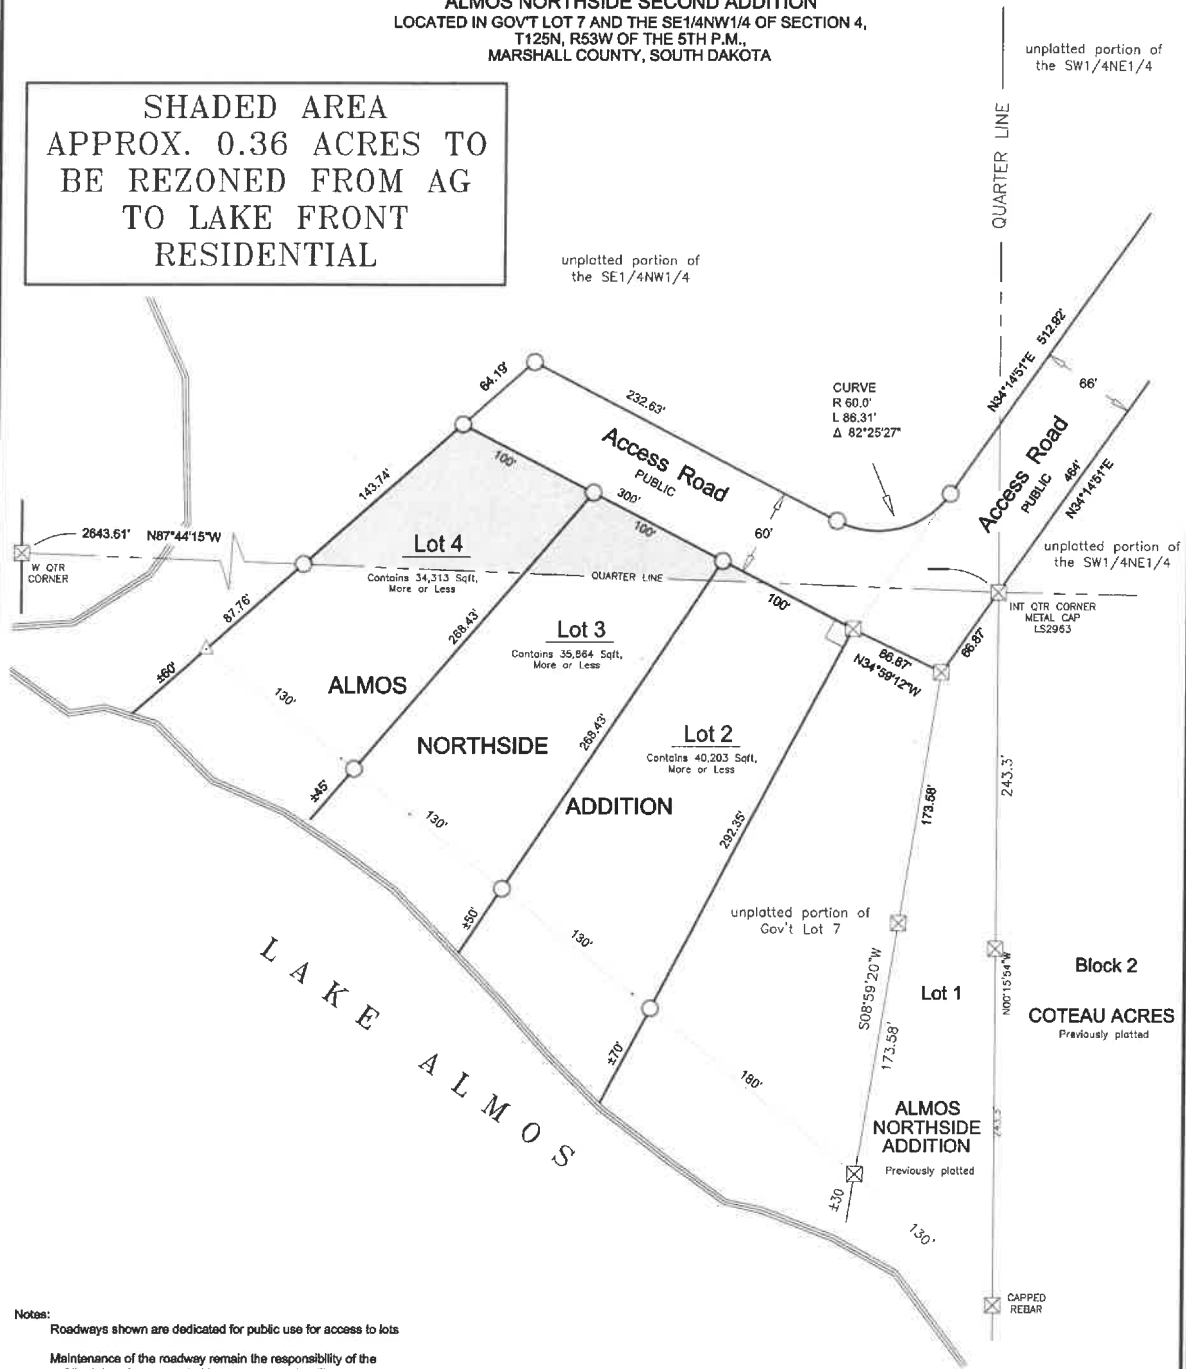 ALMOS NORTHSIDE SECOND ADDITION
LOCATED IN GOV'T LOT 7 AND THE SE1/4NW1/4 OF SECTION 4,
T125N, R53W OF THE 5TH P.M.,
MARSHALL COUNTY, SOUTH DAKOTA
unplatted portion of
the SW1/4NE1/4
SHADED AREA
APPROX. 0.36 ACRES TO
BE REZONED FROM AG
TO LAKE FRONT
RESIDENTIAL
QUARTER LINE
unplatted portion of
the SE1/4NW1/4
64.19'
232.63'
CURVE
R 60.0'
L 86.31'
Δ 82°25'27"
N34°14'51"E 512.92'
66'
Access Road
PUBLIC
Access Road
PUBLIC
464'
N34°14'51"E
143.74'
100'
300'
100'
60'
2643.61'
N87°44'15"W
W QTR
CORNER
Lot 4
Contains 34,313 Sqft,
More or Less
QUARTER LINE
unplatted portion of
the SW1/4NE1/4
100'
INT QTR CORNER
METAL CAP
LS2963
87.76'
268.43'
Lot 3
Contains 35,864 Sqft,
More or Less
66.87'
N34°59'12"W
66.87'
±60'
130'
ALMOS
NORTHSIDE
ADDITION
268.43'
Lot 2
Contains 40,203 Sqft,
More or Less
±45'
130'
292.35'
173.58'
243.3'
±50'
130'
unplatted portion of
Gov't Lot 7
S08°59'20"W
173.58'
Lot 1
N00°15'54"W
Block 2
COTEAU ACRES
Previously platted
LAKE ALMOS
±70'
180'
ALMOS
NORTHSIDE
ADDITION
Previously platted
243.3'
±30
130'
CAPPED
REBAR
Notes:
Roadways shown are dedicated for public use for access to lots
Maintenance of the roadway remain the responsibility of the